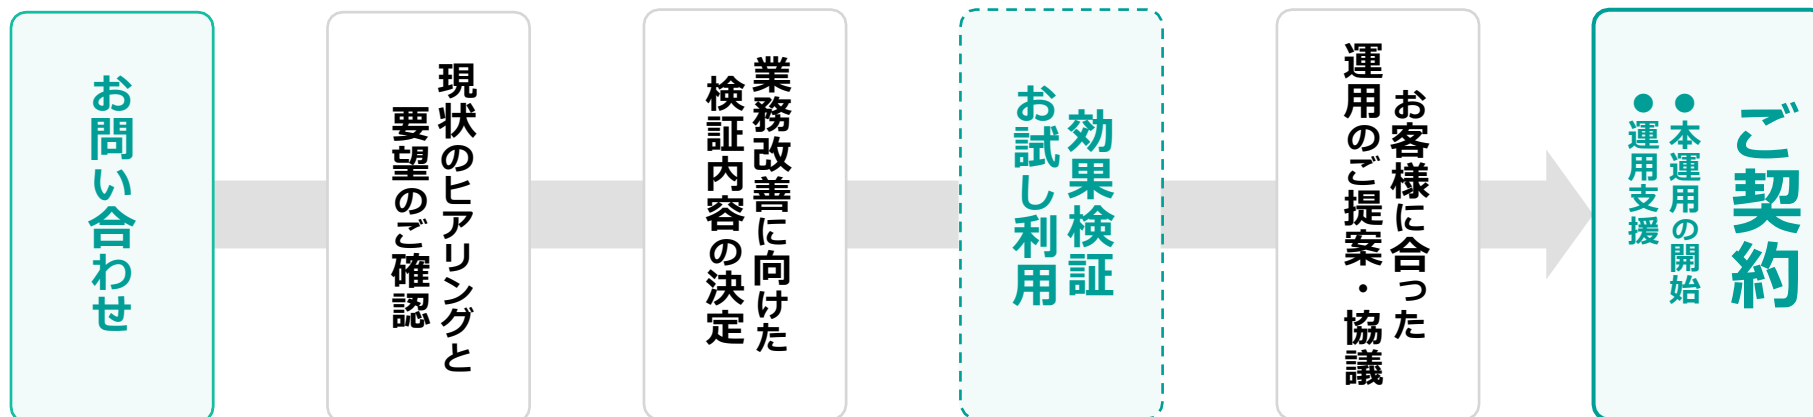 お問い合わせ
現状のヒアリングと
要望のご確認
業務改善に向けた
検証内容の決定
効果検証
お試し利用
お客様に合った
運用のご提案・協議
ご契約
●本運用の開始
●運用支援